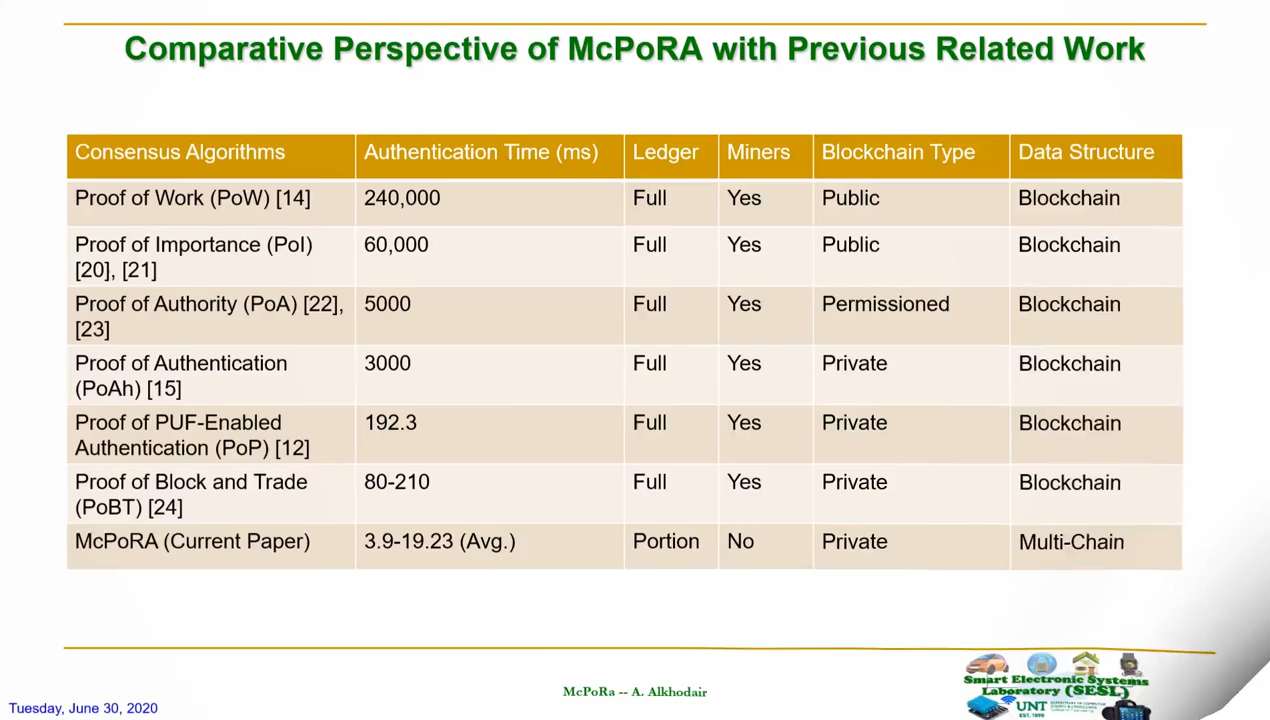 Comparative Perspective of McPoRA with Previous Related Work
Consensus Algorithms Authentication Time (ms) Ledger Miners Blockchain Type Data Structure
Proof of Work (PoW) [14] 240,000 Full Yes Public Blockchain
Proof of Importance (PoI) 60,000 Full Yes Public Blockchain
[20], [21]
Proof of Authority (PoA) [22], 5000 Full Yes Permissioned Blockchain
[23]
Proof of Authentication 3000 Full Yes Private Blockchain
(PoAh) [15]
Proof of PUF-Enabled 192.3 Full Yes Private Blockchain
Authentication (PoP) [12]
Proof of Block and Trade 80-210 Full Yes Private Blockchain
(PoBT) [24]
McPoRA (Current Paper) 3.9-19.23 (Avg.) Portion No Private Multi-Chain
Smart Electronic Systems
Laboratory (SESL)
UNT
EST. 1890
McPoRa -- A. Alkhodair
Tuesday, June 30, 2020